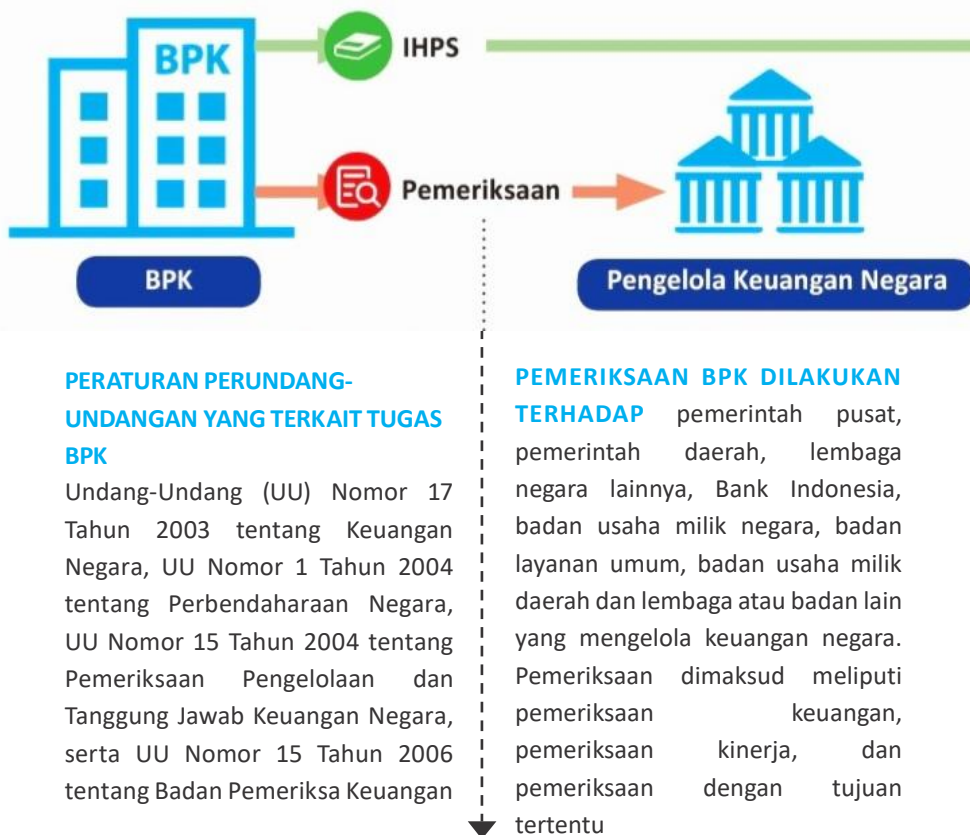 BPK
IHPS
Pemeriksaan
BPK
Pengelola Keuangan Negara
PERATURAN PERUNDANG-
UNDANGAN YANG TERKAIT TUGAS
BPK
Undang-Undang (UU) Nomor 17
Tahun 2003 tentang Keuangan
Negara, UU Nomor 1 Tahun 2004
tentang Perbendaharaan Negara,
UU Nomor 15 Tahun 2004 tentang
Pemeriksaan Pengelolaan dan
Tanggung Jawab Keuangan Negara,
serta UU Nomor 15 Tahun 2006
tentang Badan Pemeriksa Keuangan
PEMERIKSAAN BPK DILAKUKAN
TERHADAP pemerintah pusat,
pemerintah daerah, lembaga
negara lainnya, Bank Indonesia,
badan usaha milik negara, badan
layanan umum, badan usaha milik
daerah dan lembaga atau badan lain
yang mengelola keuangan negara.
Pemeriksaan dimaksud meliputi
pemeriksaan keuangan,
pemeriksaan kinerja, dan
pemeriksaan dengan tujuan
tertentu